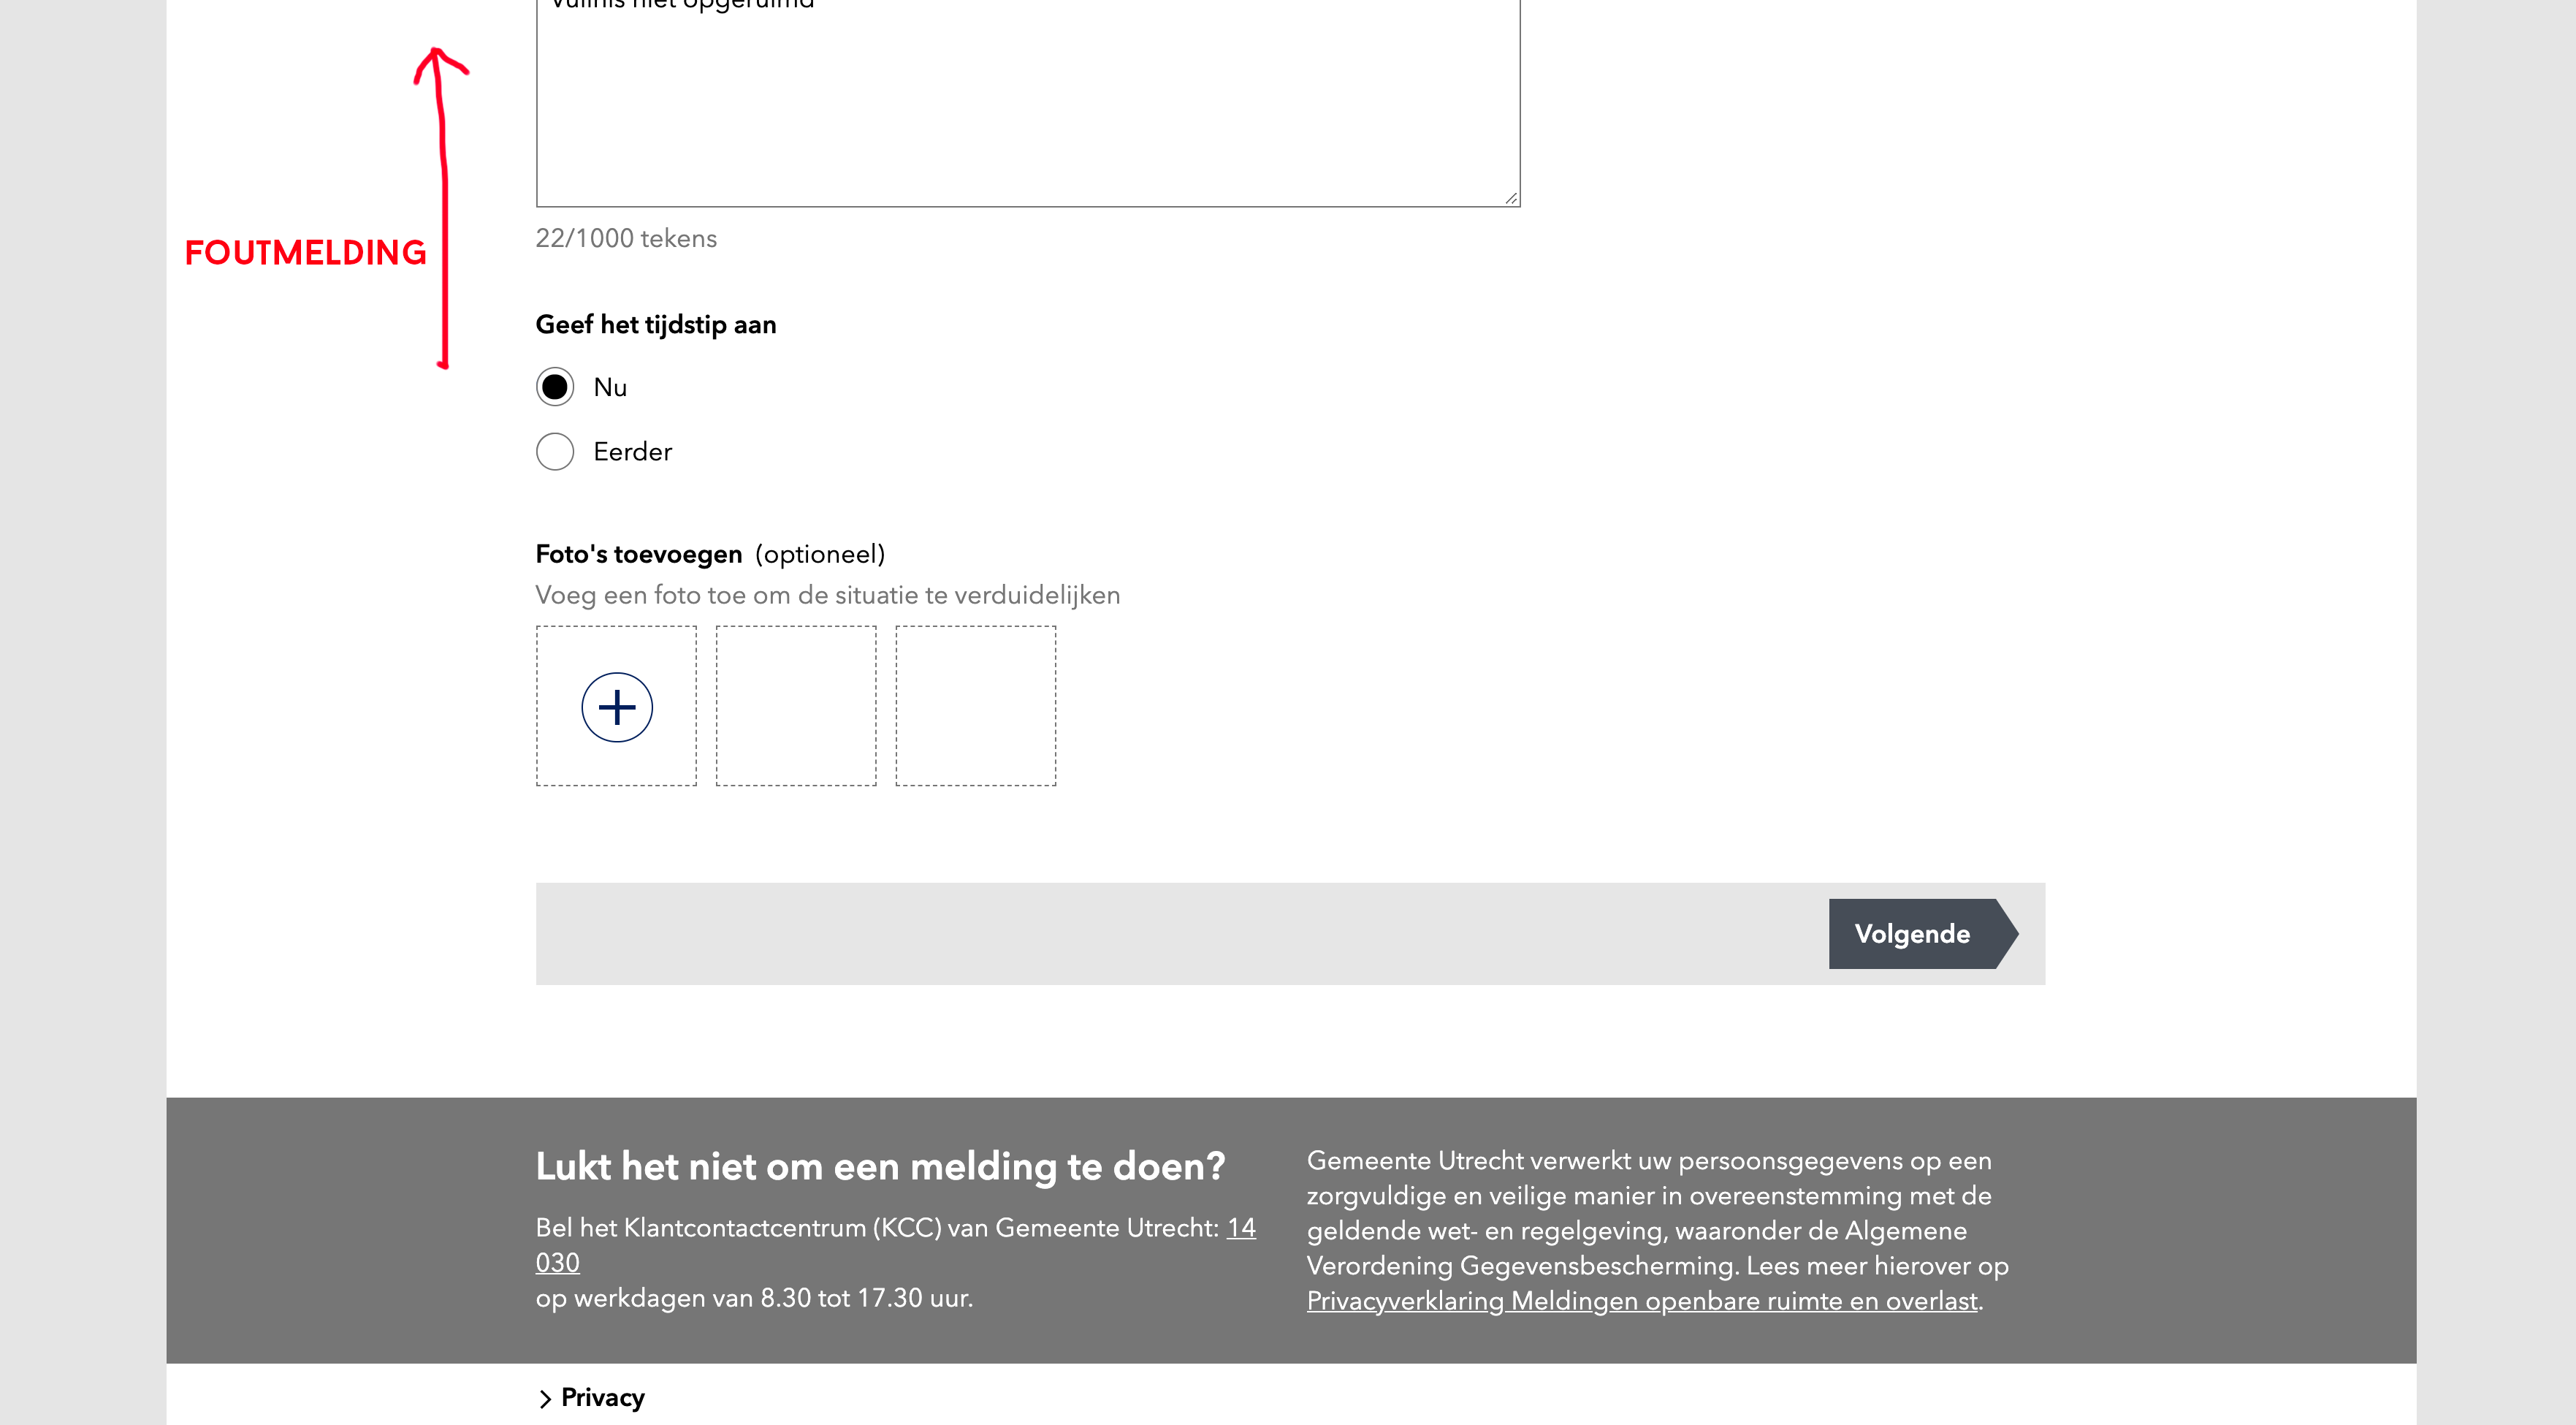 Vuilnis niet opgeruimd
22/1000 tekens
FOUTMELDING
Geef het tijdstip aan
Nu
Eerder
Foto's toevoegen (optioneel)
Voeg een foto toe om de situatie te verduidelijken
Volgende
Lukt het niet om een melding te doen?
Bel het Klantcontactcentrum (KCC) van Gemeente Utrecht: 14
030
op werkdagen van 8.30 tot 17.30 uur.
Gemeente Utrecht verwerkt uw persoonsgegevens op een
zorgvuldige en veilige manier in overeenstemming met de
geldende wet- en regelgeving, waaronder de Algemene
Verordening Gegevensbescherming. Lees meer hierover op
Privacyverklaring Meldingen openbare ruimte en overlast.
Privacy